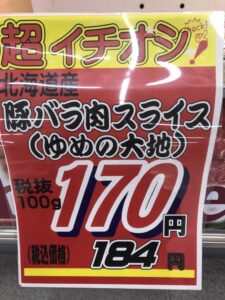 超イチオシ!
北海道産
豚バラ肉スライス
(ゆめの大地)
税抜
100g
170円
(税込価格) 184円